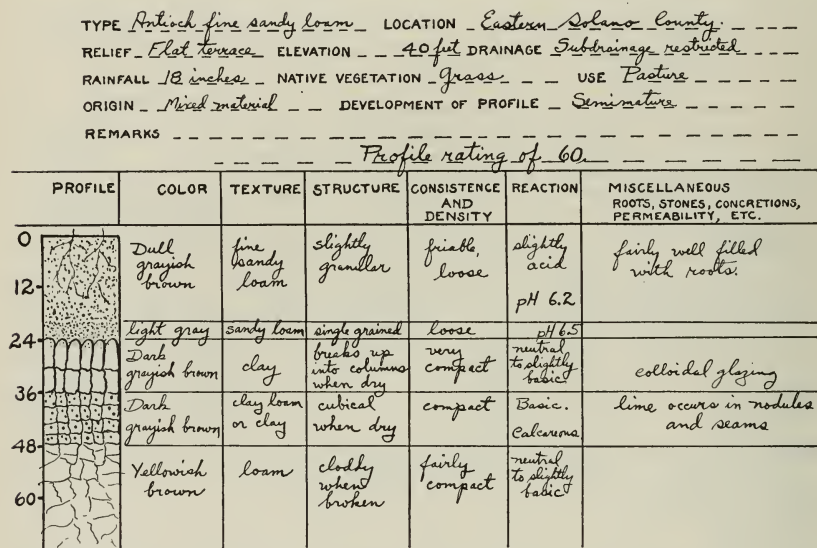 TYPE Antioch fine sandy loam LOCATION Eastern Solano County.
RELIEF Flat terrace ELEVATION 40 feet DRAINAGE Subdrainage restricted
RAINFALL 18 inches NATIVE VEGETATION Grass USE Pasture
ORIGIN Mixed material DEVELOPMENT OF PROFILE Semimature
REMARKS
Profile rating of 60.
PROFILE COLOR TEXTURE STRUCTURE CONSISTENCE AND DENSITY REACTION MISCELLANEOUS
ROOTS, STONES, CONCRETIONS,
PERMEABILITY, ETC.
0
12
24
36
48
60
Dull
grayish
brown
fine
sandy
loam
slightly
granular
friable,
loose
slightly
acid
pH 6.2
fairly well filled
with roots.
light gray sandy loam single grained loose pH 6.5
Dark
grayish brown
clay
breaks up
into columns
when dry
very
compact
neutral
to slightly
basic
colloidal glazing
Dark
grayish brown
clay loam
or clay
cubical
when dry
compact
Basic.
Calcareous
lime occurs in nodules
and seams
Yellowish
brown
loam
cloddy
when
broken
fairly
compact
neutral
to slightly
basic